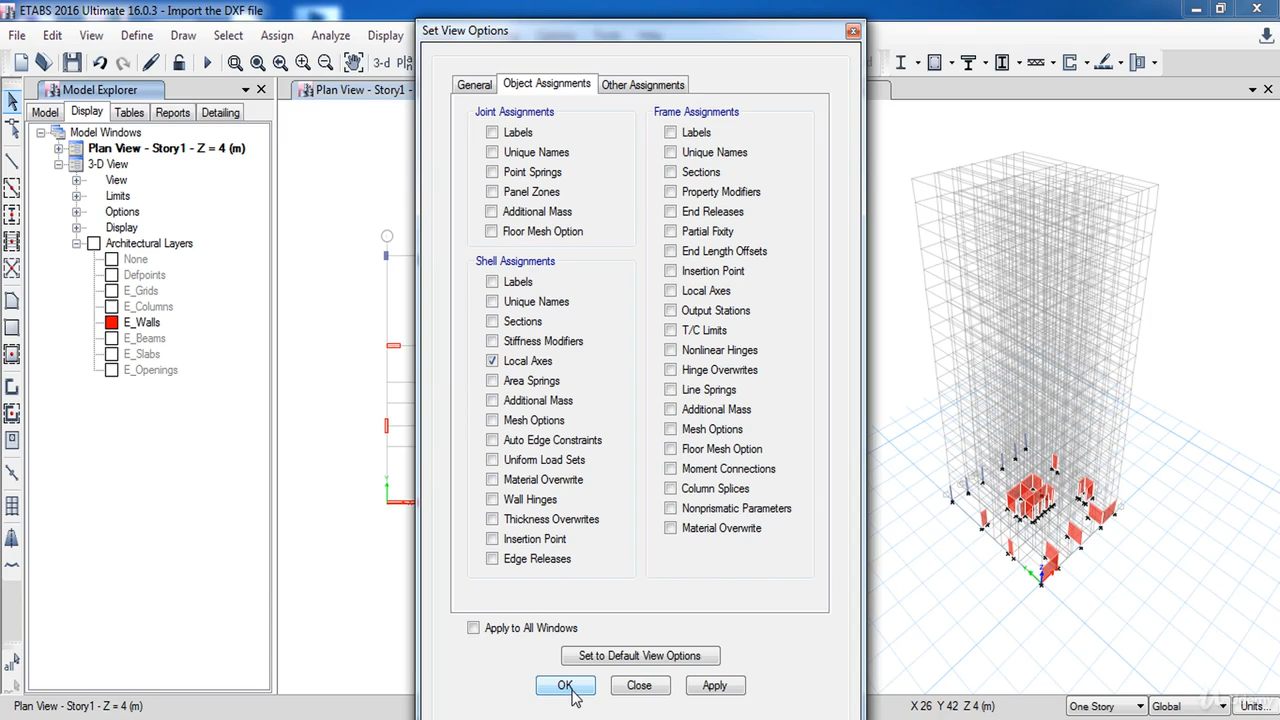 ETABS 2016 Ultimate 16.0.3 - Import the DXF file
File Edit View Define Draw Select Assign Analyze Display
3-d
Model Explorer
Model Display Tables Reports Detailing
Model Windows
Plan View - Story1 - Z = 4 (m)
3-D View
View
Limits
Options
Display
Architectural Layers
None
Defpoints
E_Grids
E_Columns
E_Walls
E_Beams
E_Slabs
E_Openings
Plan View - Story1 -
Set View Options
General Object Assignments Other Assignments
Joint Assignments
Labels
Unique Names
Point Springs
Panel Zones
Additional Mass
Floor Mesh Option
Shell Assignments
Labels
Unique Names
Sections
Stiffness Modifiers
Local Axes
Area Springs
Additional Mass
Mesh Options
Auto Edge Constraints
Uniform Load Sets
Material Overwrite
Wall Hinges
Thickness Overwrites
Insertion Point
Edge Releases
Frame Assignments
Labels
Unique Names
Sections
Property Modifiers
End Releases
Partial Fixity
End Length Offsets
Insertion Point
Local Axes
Output Stations
T/C Limits
Nonlinear Hinges
Hinge Overwrites
Line Springs
Additional Mass
Mesh Options
Floor Mesh Option
Moment Connections
Column Splices
Nonprismatic Parameters
Material Overwrite
Apply to All Windows
Set to Default View Options
OK Close Apply
all
Plan View - Story1 - Z = 4 (m)
X 26 Y 42 Z 4 (m)
One Story Global Units...